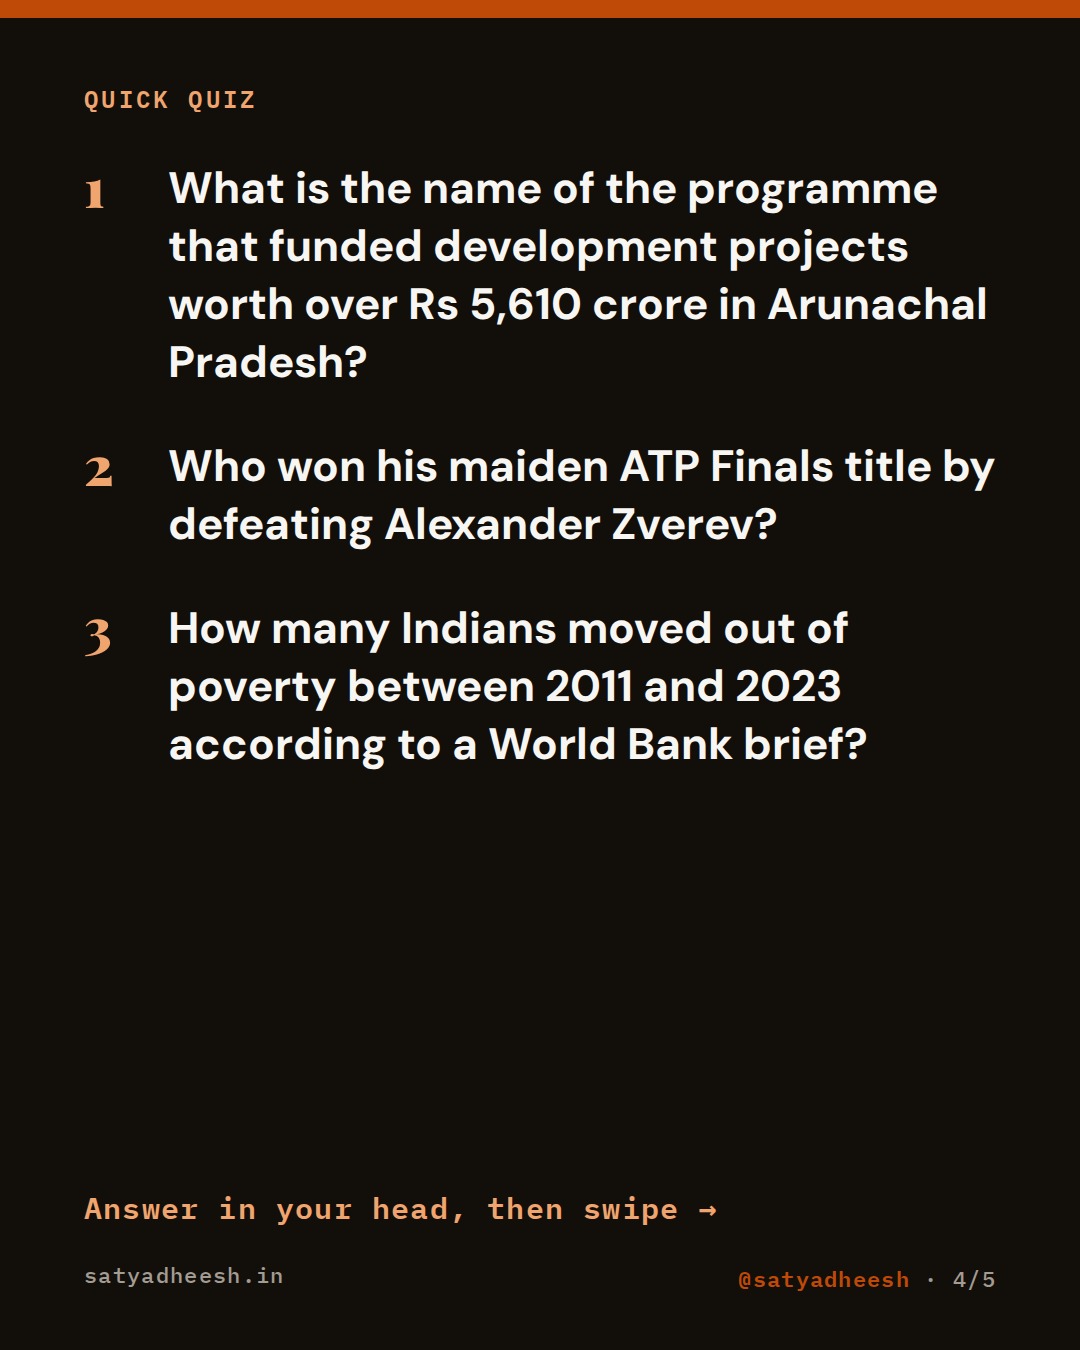 QUICK QUIZ
1 What is the name of the programme
that funded development projects
worth over Rs 5,610 crore in Arunachal
Pradesh?
2 Who won his maiden ATP Finals title by
defeating Alexander Zverev?
3 How many Indians moved out of
poverty between 2011 and 2023
according to a World Bank brief?
Answer in your head, then swipe →
satyadheesh.in
@satyadheesh · 4/5